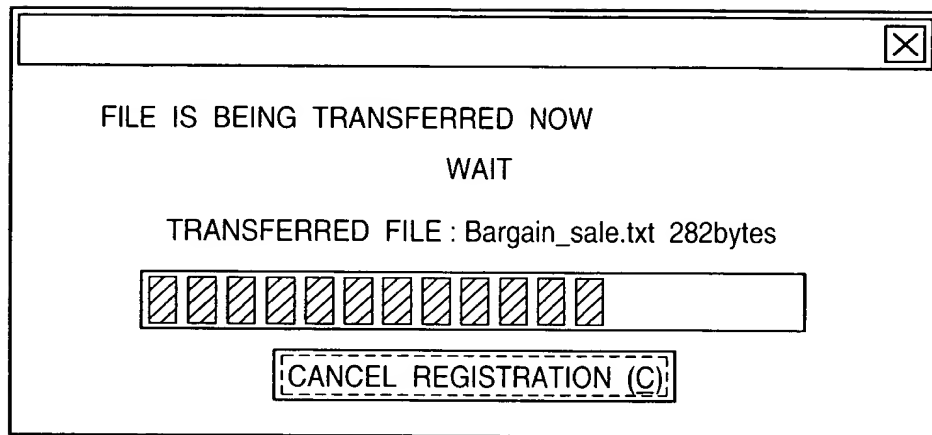 FILE IS BEING TRANSFERRED NOW
WAIT
TRANSFERRED FILE : Bargain_sale.txt 282bytes
CANCEL REGISTRATION (C)